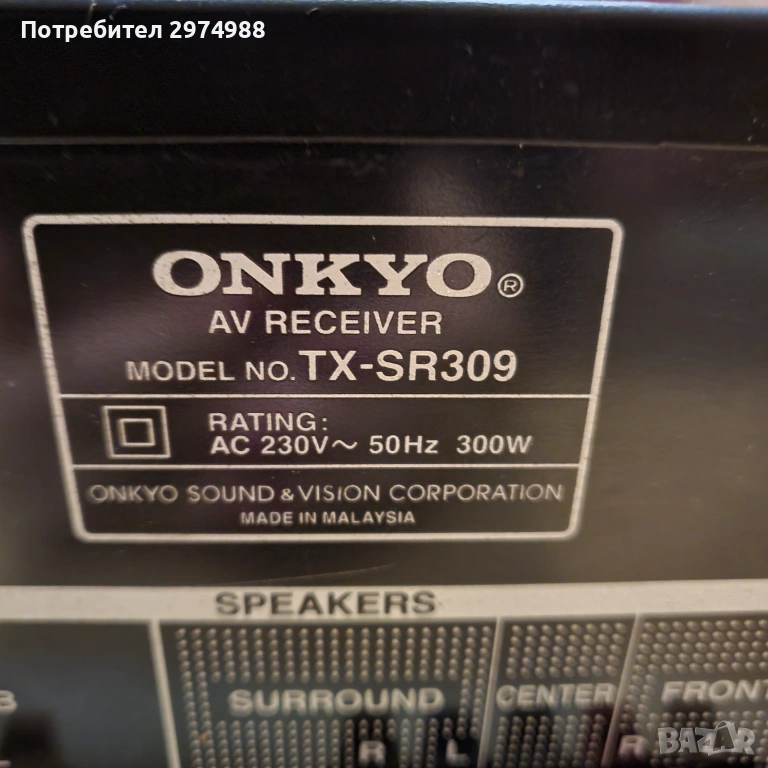 Потребител 2974988
ONKYO®
AV RECEIVER
MODEL NO. TX-SR309
RATING:
AC 230V~ 50Hz 300W
ONKYO SOUND & VISION CORPORATION
MADE IN MALAYSIA
SPEAKERS
B
SURROUND CENTER FRONT
R L R
BAZAR